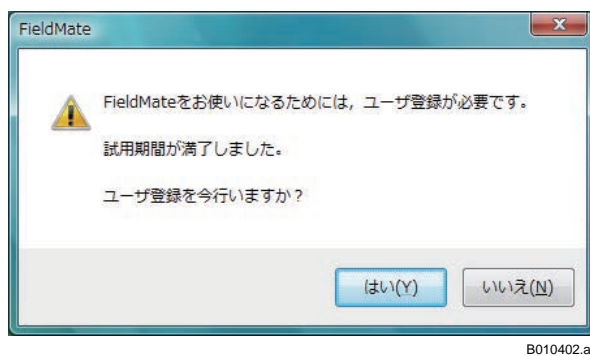 FieldMate
FieldMateをお使いになるためには，ユーザ登録が必要です。
試用期間が満了しました。
ユーザ登録を今行いますか？
はい(Y)
いいえ(N)
B010402.a